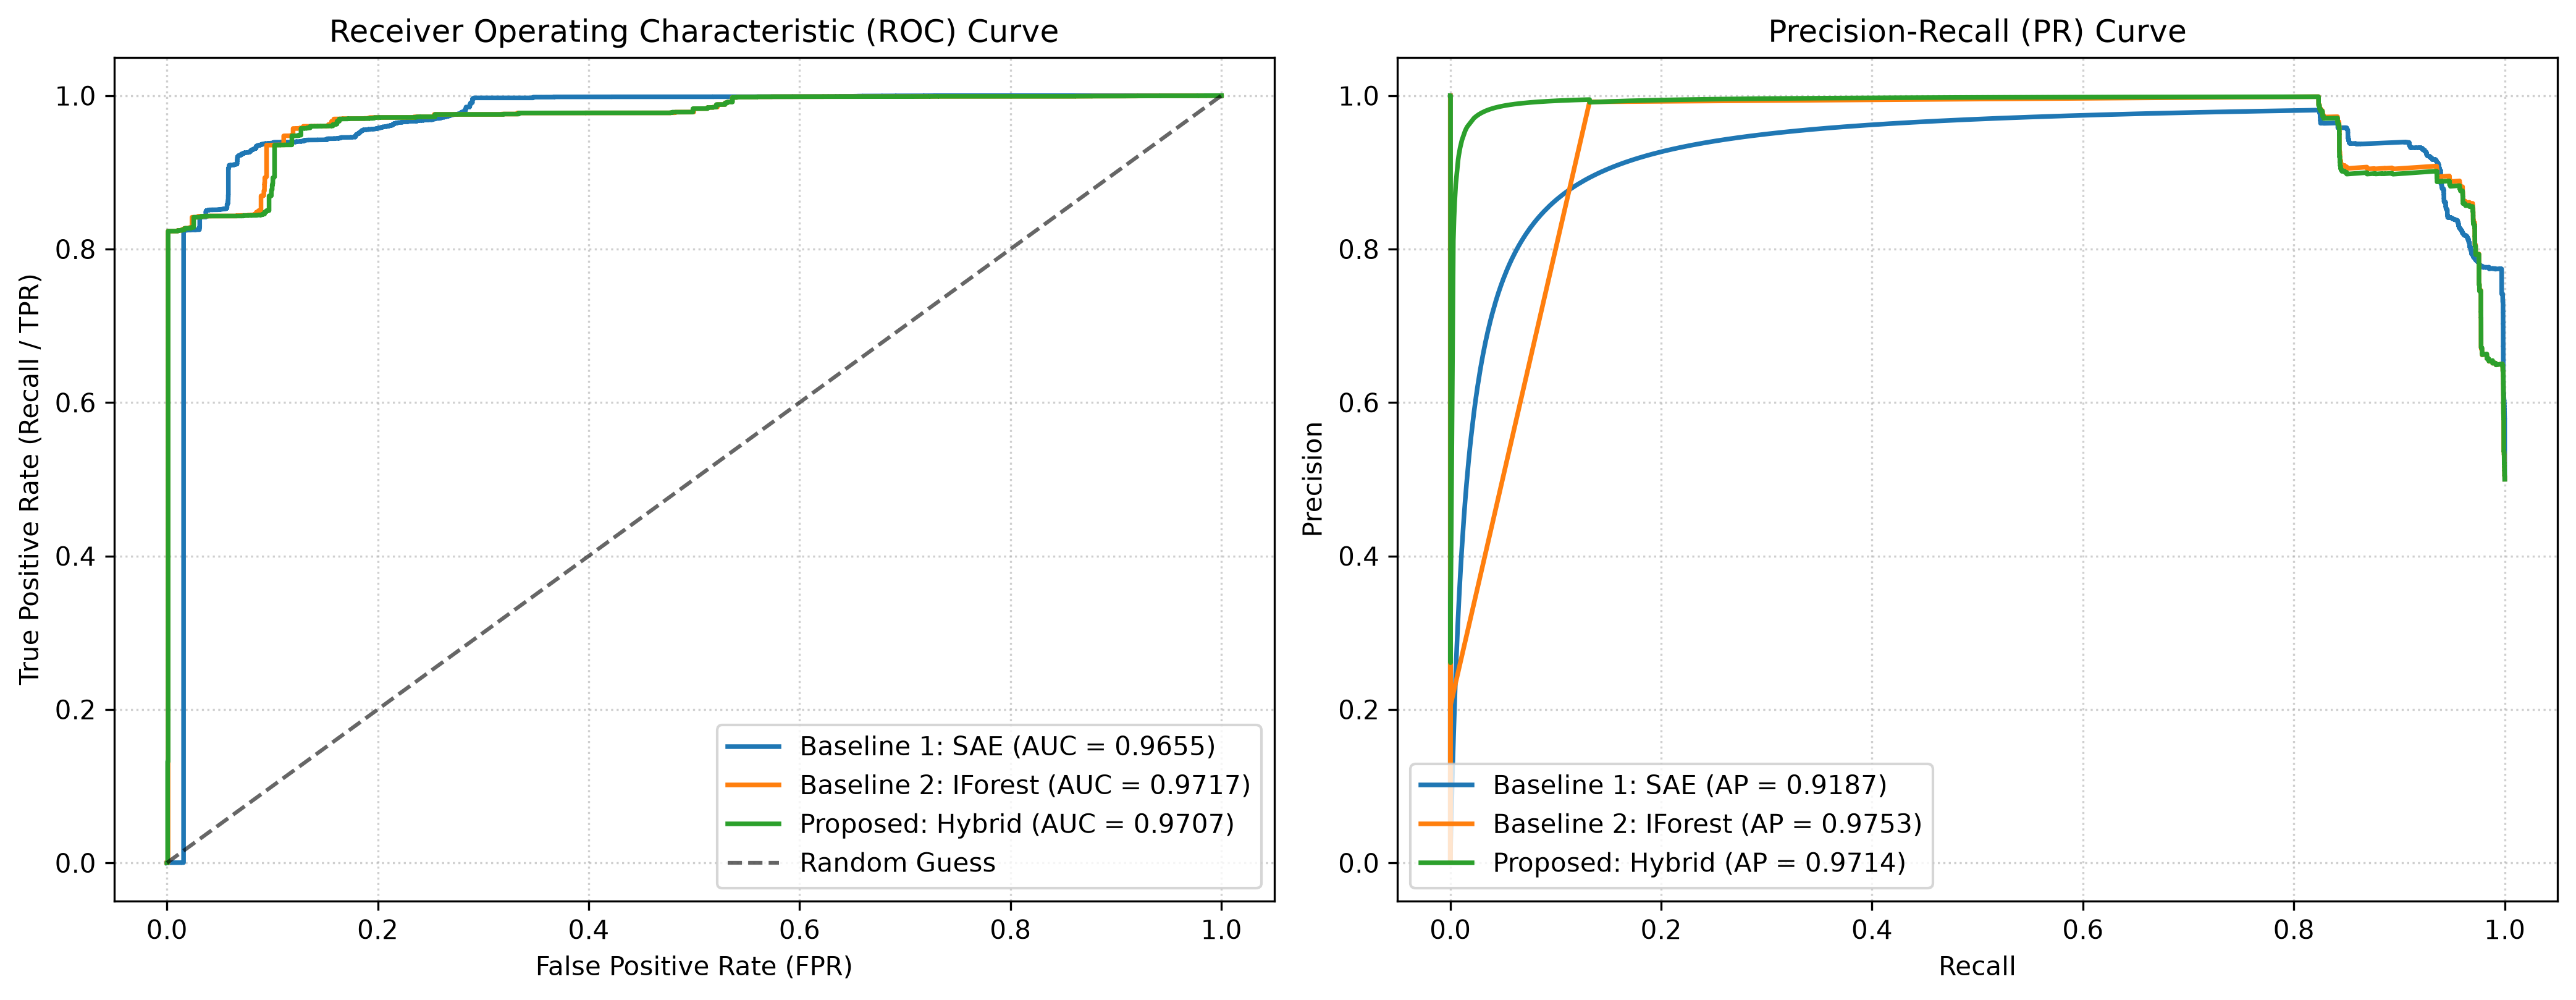 Receiver Operating Characteristic (ROC) Curve
True Positive Rate (Recall / TPR)
1.0
0.8
0.6
0.4
0.2
0.0
0.0 0.2 0.4 0.6 0.8 1.0
False Positive Rate (FPR)
Baseline 1: SAE (AUC = 0.9655)
Baseline 2: IForest (AUC = 0.9717)
Proposed: Hybrid (AUC = 0.9707)
Random Guess
Precision-Recall (PR) Curve
Precision
1.0
0.8
0.6
0.4
0.2
0.0
0.0 0.2 0.4 0.6 0.8 1.0
Recall
Baseline 1: SAE (AP = 0.9187)
Baseline 2: IForest (AP = 0.9753)
Proposed: Hybrid (AP = 0.9714)